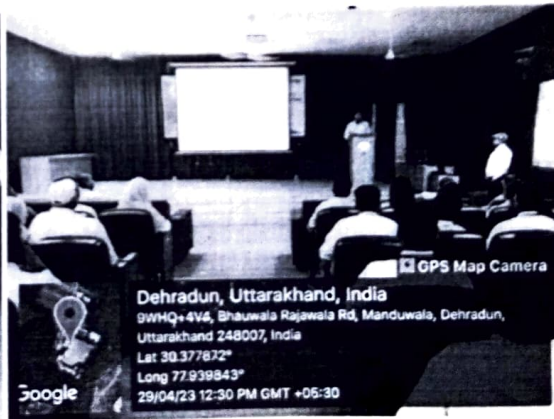 GPS Map Camera
Dehradun, Uttarakhand, India
9WHQ+4V4, Bhauwala Rajawala Rd, Manduwala, Dehradun,
Uttarakhand 248007, India
Lat 30.377872°
Long 77.939843°
29/04/23 12:30 PM GMT +05:30
Google